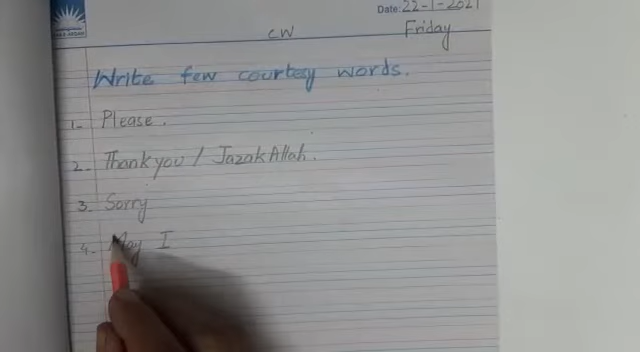 Date: 22-1-2021
CW Friday
Write few courtesy words.
1- Please.
2- Thank you / JazakAllah.
3- Sorry
4- May I